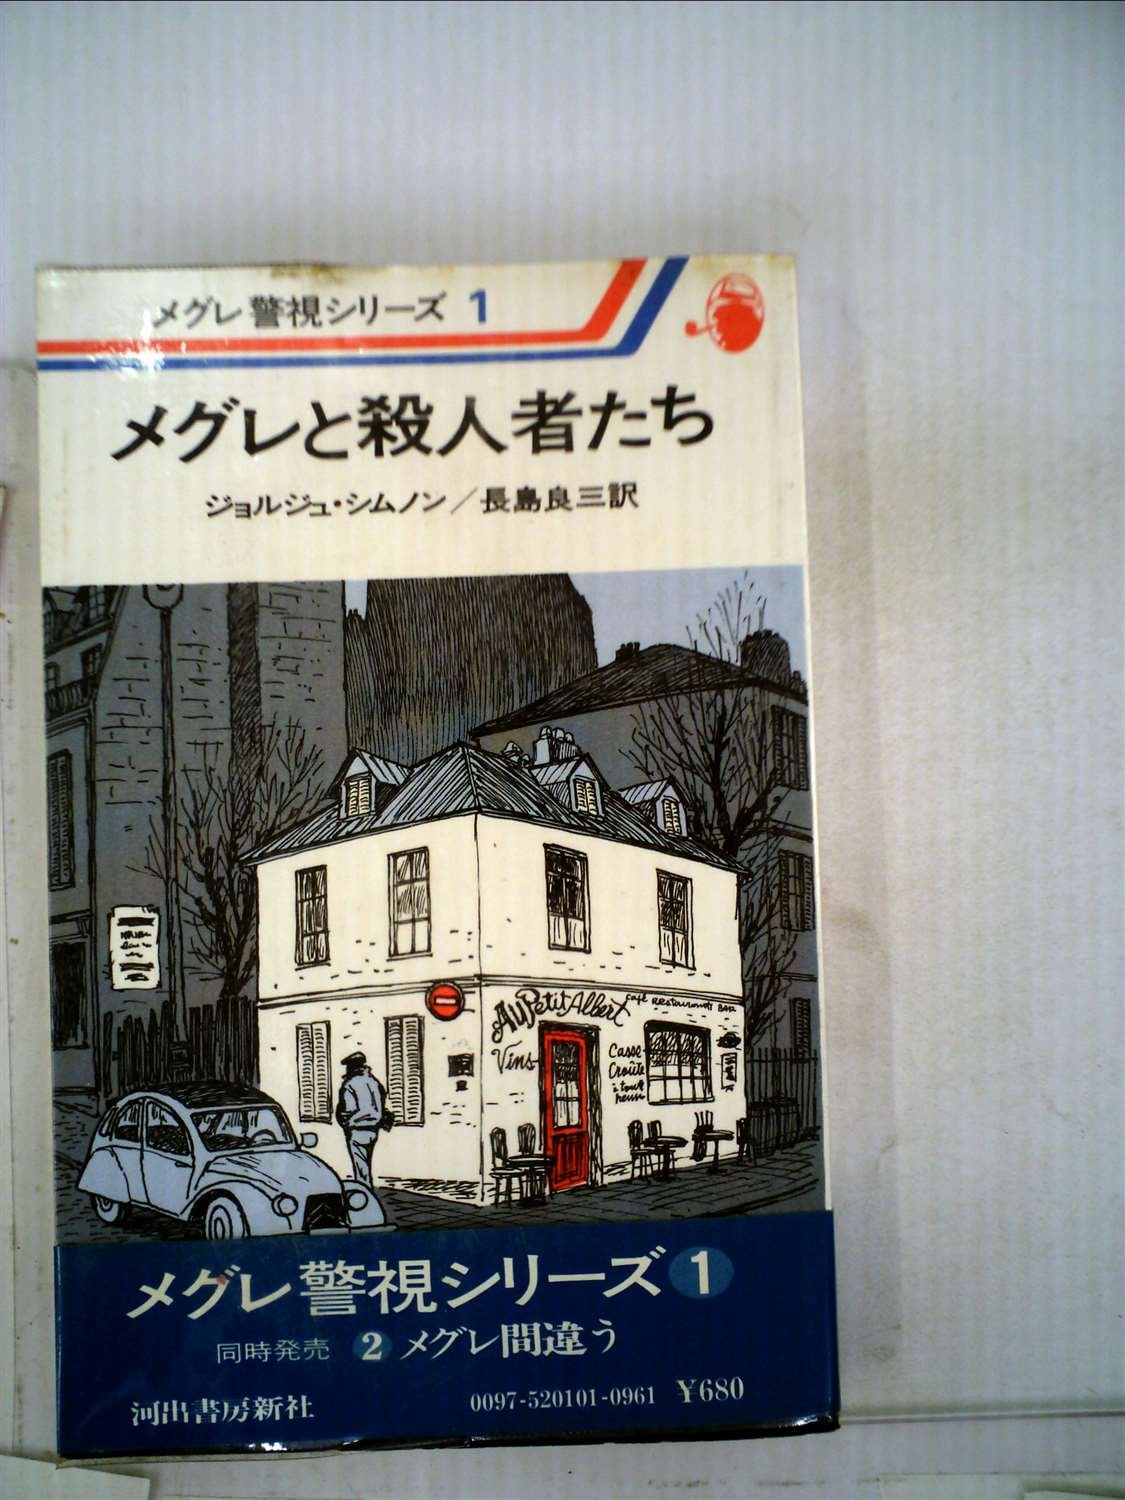 メグレ警視シリーズ 1
メグレと殺人者たち
ジョルジュ・シムノン／長島良三訳
Au Petit Albert
Café Restaurant BAR
Vins
Casse
Croûte
à tout
heure
メグレ警視シリーズ 1
同時発売 2 メグレ間違う
河出書房新社
0097-520101-0961 ¥680